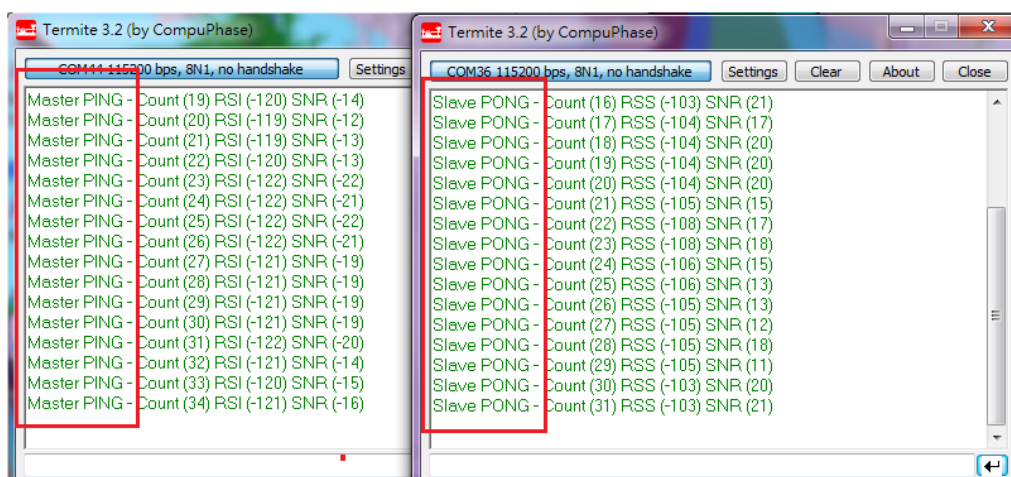 Termite 3.2 (by CompuPhase)
COM44 115200 bps, 8N1, no handshake
Settings
Master PING - Count (19) RSI (-120) SNR (-14)
Master PING - Count (20) RSI (-119) SNR (-12)
Master PING - Count (21) RSI (-119) SNR (-13)
Master PING - Count (22) RSI (-120) SNR (-13)
Master PING - Count (23) RSI (-122) SNR (-22)
Master PING - Count (24) RSI (-122) SNR (-21)
Master PING - Count (25) RSI (-122) SNR (-22)
Master PING - Count (26) RSI (-122) SNR (-21)
Master PING - Count (27) RSI (-121) SNR (-19)
Master PING - Count (28) RSI (-121) SNR (-19)
Master PING - Count (29) RSI (-121) SNR (-19)
Master PING - Count (30) RSI (-121) SNR (-19)
Master PING - Count (31) RSI (-122) SNR (-20)
Master PING - Count (32) RSI (-121) SNR (-14)
Master PING - Count (33) RSI (-120) SNR (-15)
Master PING - Count (34) RSI (-121) SNR (-16)
Termite 3.2 (by CompuPhase)
COM36 115200 bps, 8N1, no handshake
Settings
Clear
About
Close
Slave PONG - Count (16) RSS (-103) SNR (21)
Slave PONG - Count (17) RSS (-104) SNR (17)
Slave PONG - Count (18) RSS (-104) SNR (20)
Slave PONG - Count (19) RSS (-104) SNR (20)
Slave PONG - Count (20) RSS (-104) SNR (20)
Slave PONG - Count (21) RSS (-105) SNR (15)
Slave PONG - Count (22) RSS (-108) SNR (17)
Slave PONG - Count (23) RSS (-108) SNR (18)
Slave PONG - Count (24) RSS (-106) SNR (15)
Slave PONG - Count (25) RSS (-106) SNR (13)
Slave PONG - Count (26) RSS (-105) SNR (13)
Slave PONG - Count (27) RSS (-105) SNR (12)
Slave PONG - Count (28) RSS (-105) SNR (18)
Slave PONG - Count (29) RSS (-105) SNR (11)
Slave PONG - Count (30) RSS (-103) SNR (20)
Slave PONG - Count (31) RSS (-103) SNR (21)